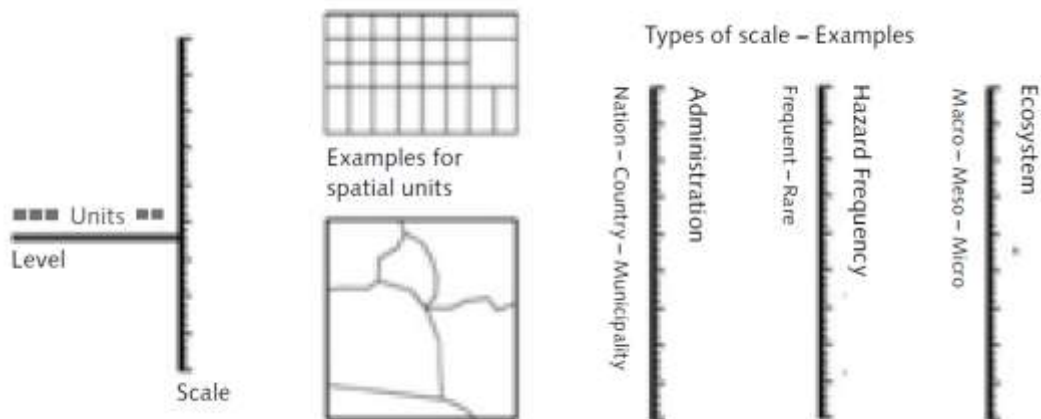 Units
Level
Scale
Examples for
spatial units
Types of scale – Examples
Nation – Country – Municipality
Administration
Frequent – Rare
Hazard Frequency
Macro – Meso – Micro
Ecosystem